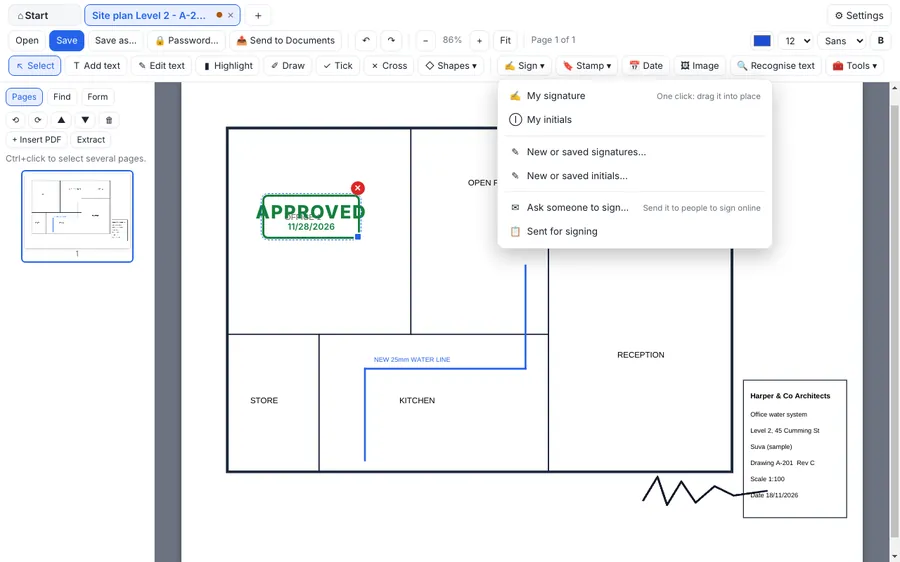 Start
Site plan Level 2 - A-2...
Settings
Open
Save
Save as...
Password...
Send to Documents
86%
Fit
Page 1 of 1
12
Sans
B
Select
T Add text
Edit text
Highlight
Draw
Tick
Cross
Shapes
Sign
Stamp
Date
Image
Recognise text
Tools
Pages
Find
Form
+ Insert PDF
Extract
Ctrl+click to select several pages.
1
My signature
One click: drag it into place
My initials
New or saved signatures...
New or saved initials...
Ask someone to sign...
Send it to people to sign online
Sent for signing
OPEN
APPROVED
11/28/2026
NEW 25mm WATER LINE
RECEPTION
STORE
KITCHEN
Harper & Co Architects
Office water system
Level 2, 45 Cumming St
Suva (sample)
Drawing A-201 Rev C
Scale 1:100
Date 18/11/2026